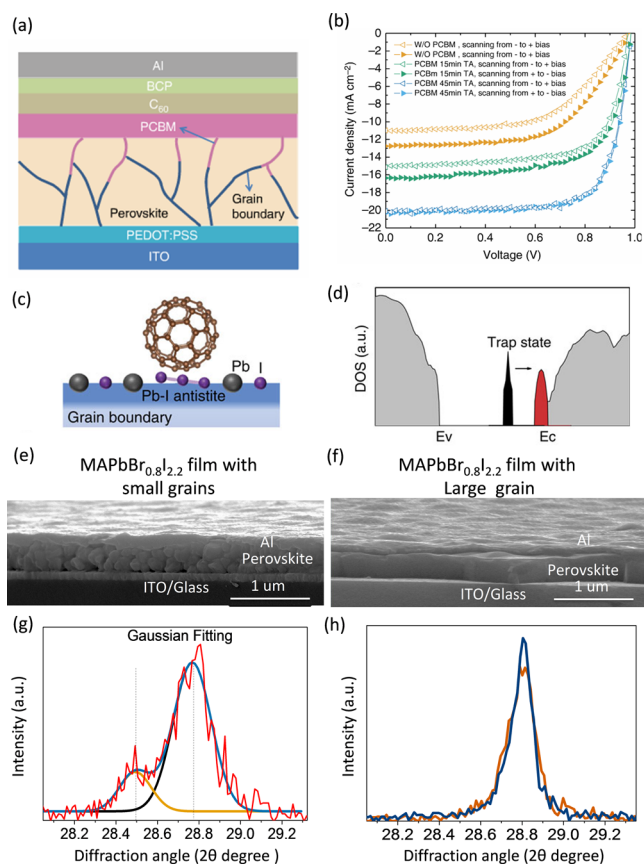 (a)
Al
BCP
C60
PCBM
Perovskite
Grain
boundary
PEDOT:PSS
ITO
(b)
W/O PCBM , scanning from - to + bias
W/O PCBM , scanning from + to - bias
PCBM 15min TA, scanning from - to + bias
PCBm 15min TA, scanning from + to - bias
PCBM 45min TA, scanning from - to + bias
PCBM 45min TA, scanning from + to - bias
Current density (mA cm−2)
0
−2
−4
−6
−8
−10
−12
−14
−16
−18
−20
−22
0.0 0.2 0.4 0.6 0.8 1.0
Voltage (V)
(c)
Pb I
Pb-I antistite
Grain boundary
(d)
DOS (a.u.)
Trap state
Ev Ec
(e)
MAPbBr0.8I2.2 film with
small grains
Al
Perovskite
ITO/Glass
1 um
(f)
MAPbBr0.8I2.2 film with
Large grain
Al
Perovskite
ITO/Glass
1 um
(g)
Gaussian Fitting
Intensity (a.u.)
28.2 28.4 28.6 28.8 29.0 29.2
Diffraction angle (2θ degree )
(h)
Intensity (a.u.)
28.2 28.4 28.6 28.8 29.0 29.2
Diffraction angle (2θ degree )